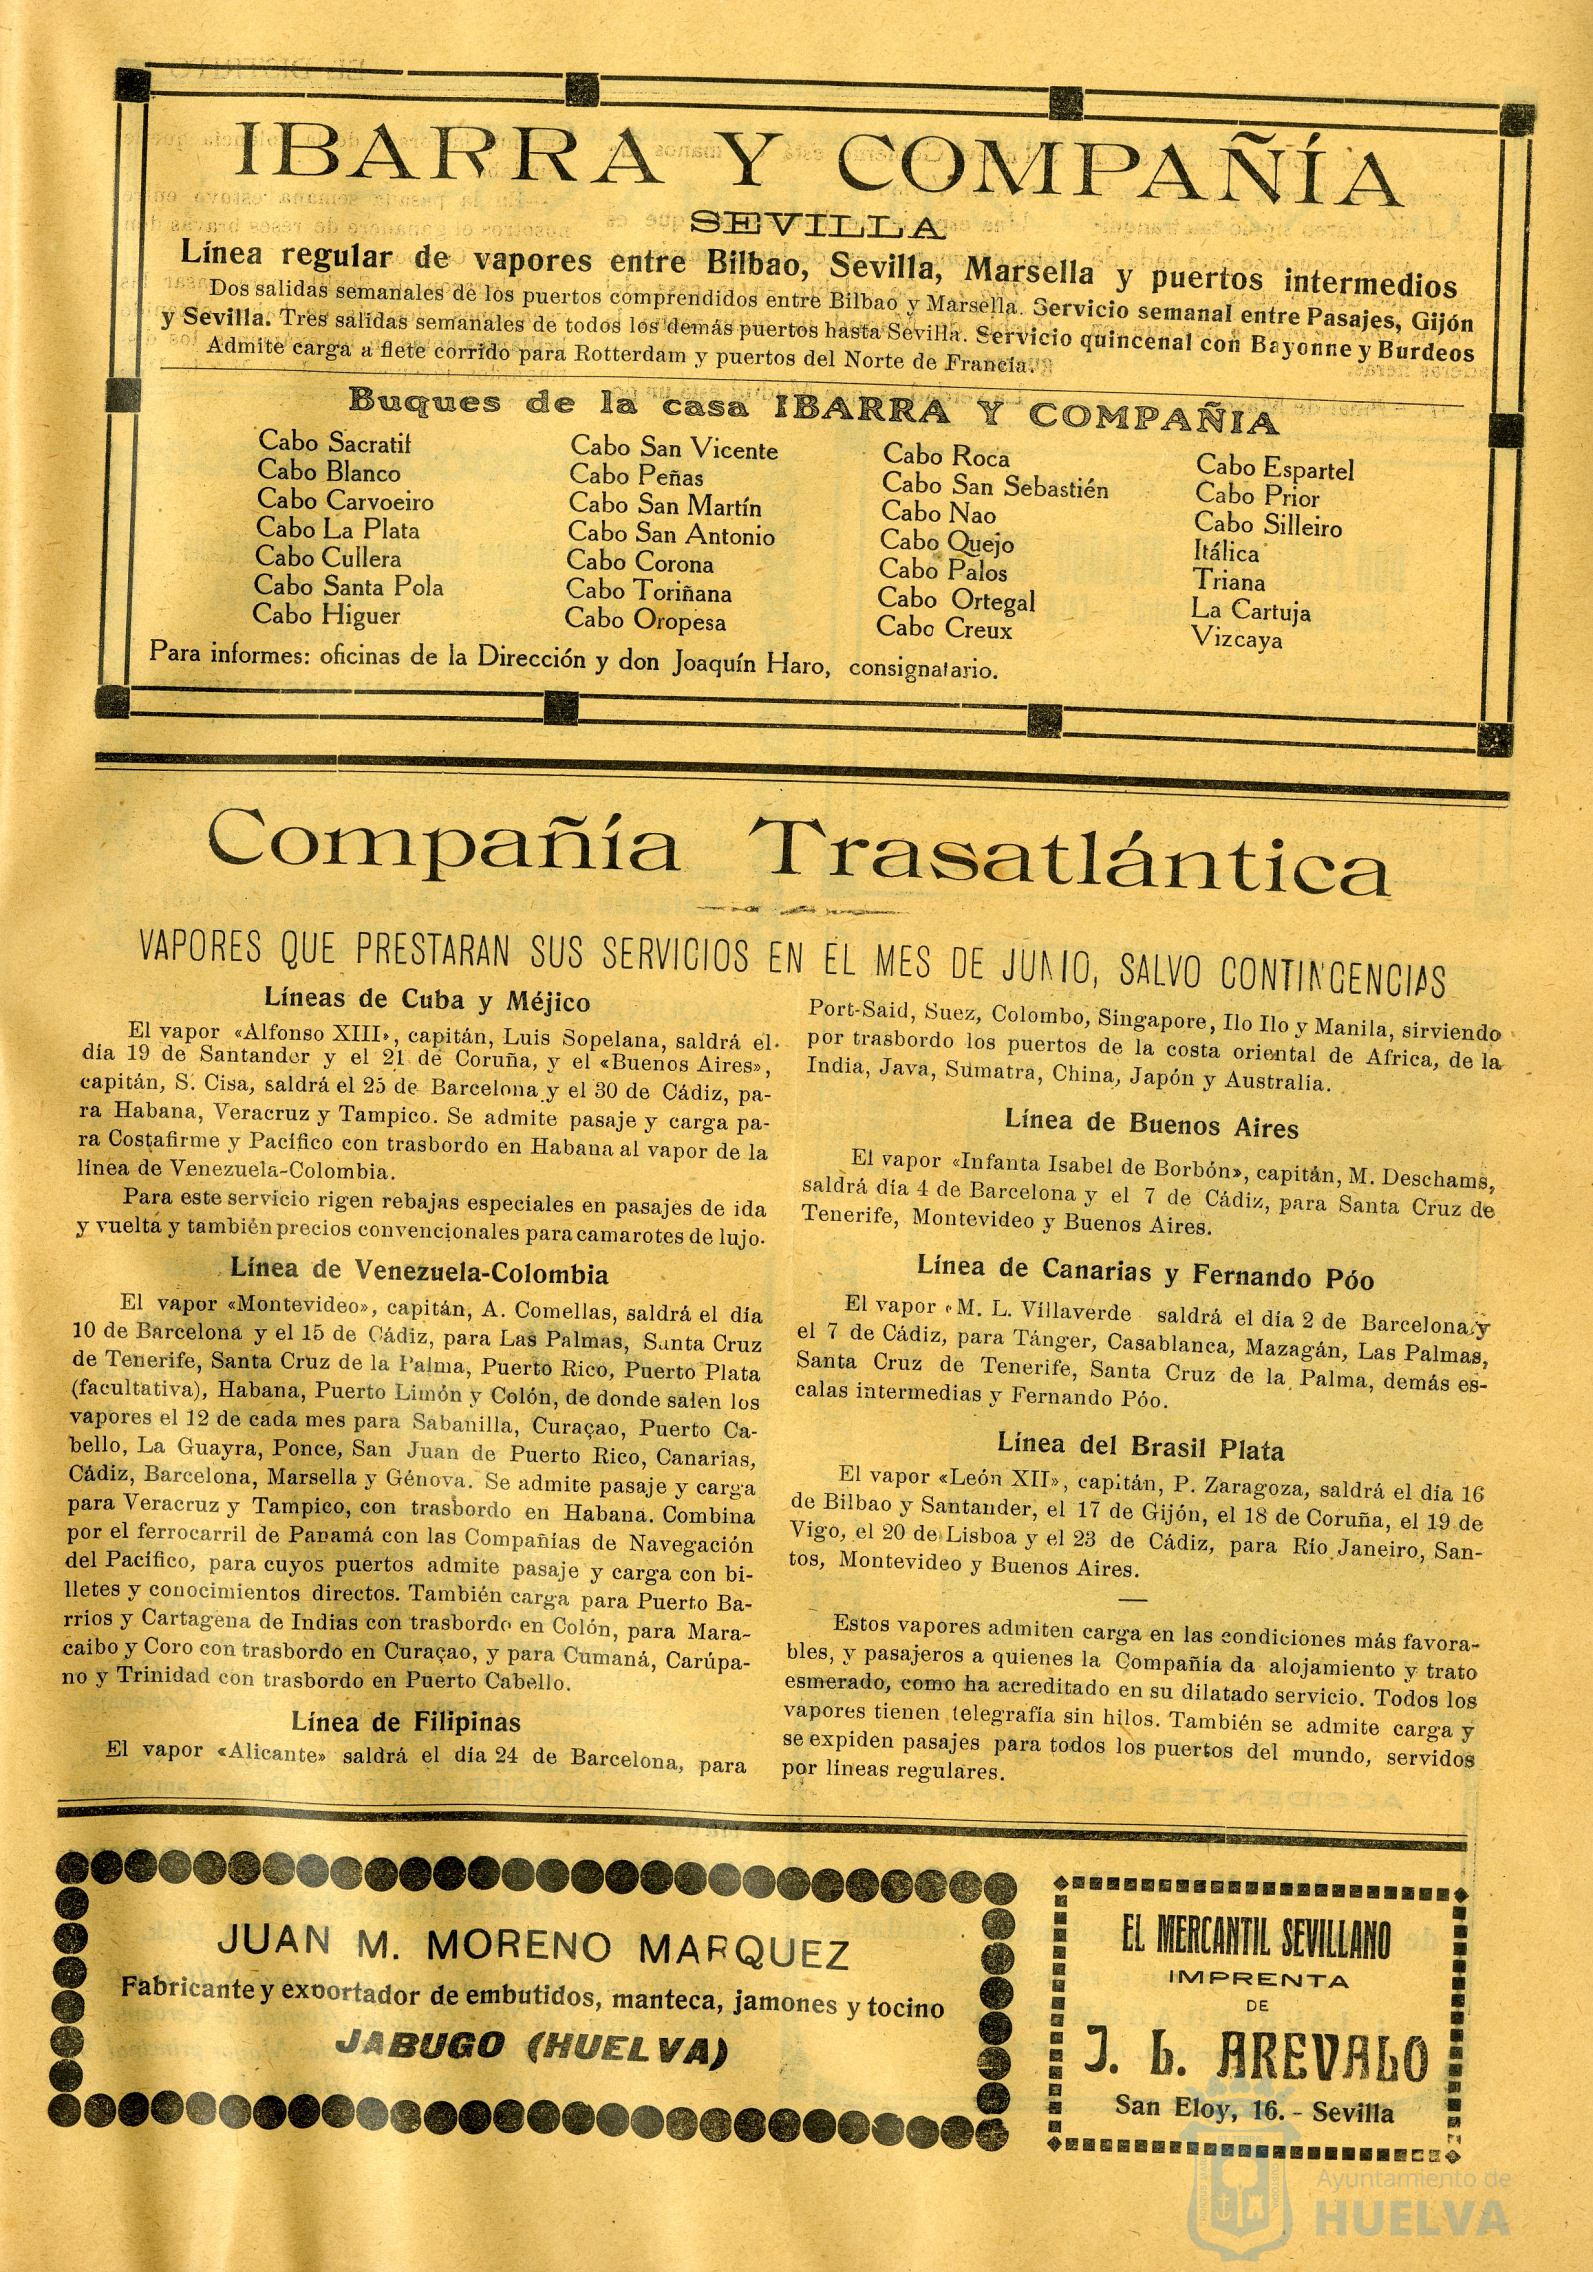 IBARRA Y COMPAÑÍA
SEVILLA
Línea regular de vapores entre Bilbao, Sevilla, Marsella y puertos intermedios
Dos salidas semanales de los puertos comprendidos entre Bilbao y Marsella. Servicio semanal entre Pasajes, Gijón
y Sevilla. Tres salidas semanales de todos los demás puertos hasta Sevilla. Servicio quincenal con Bayonne y Burdeos
Admite carga a flete corrido para Rotterdam y puertos del Norte de Francia.
Buques de la casa IBARRA Y COMPAÑIA
Cabo Sacratif
Cabo Blanco
Cabo Carvoeiro
Cabo La Plata
Cabo Cullera
Cabo Santa Pola
Cabo Higuer
Cabo San Vicente
Cabo Peñas
Cabo San Martín
Cabo San Antonio
Cabo Corona
Cabo Toriñana
Cabo Oropesa
Cabo Roca
Cabo San Sebastién
Cabo Nao
Cabo Quejo
Cabo Palos
Cabo Ortegal
Cabo Creux
Cabo Espartel
Cabo Prior
Cabo Silleiro
Itálica
Triana
La Cartuja
Vizcaya
Para informes: oficinas de la Dirección y don Joaquín Haro, consignatario.
Compañía Trasatlántica
VAPORES QUE PRESTARAN SUS SERVICIOS EN EL MES DE JUNIO, SALVO CONTINGENCIAS
Líneas de Cuba y Méjico
El vapor «Alfonso XIII», capitán, Luis Sopelana, saldrá el
día 19 de Santander y el 21 de Coruña, y el «Buenos Aires»,
capitán, S. Cisa, saldrá el 25 de Barcelona y el 30 de Cádiz, pa-
ra Habana, Veracruz y Tampico. Se admite pasaje y carga pa-
ra Costafirme y Pacífico con trasbordo en Habana al vapor de la
línea de Venezuela-Colombia.
Para este servicio rigen rebajas especiales en pasajes de ida
y vuelta y también precios convencionales para camarotes de lujo.
Línea de Venezuela-Colombia
El vapor «Montevideo», capitán, A. Comellas, saldrá el día
10 de Barcelona y el 15 de Cádiz, para Las Palmas, Santa Cruz
de Tenerife, Santa Cruz de la Palma, Puerto Rico, Puerto Plata
(facultativa), Habana, Puerto Limón y Colón, de donde salen los
vapores el 12 de cada mes para Sabanilla, Curaçao, Puerto Ca-
bello, La Guayra, Ponce, San Juan de Puerto Rico, Canarias,
Cádiz, Barcelona, Marsella y Génova. Se admite pasaje y carga
para Veracruz y Tampico, con trasbordo en Habana. Combina
por el ferrocarril de Panamá con las Compañías de Navegación
del Pacífico, para cuyos puertos admite pasaje y carga con bi-
lletes y conocimientos directos. También carga para Puerto Ba-
rrios y Cartagena de Indias con trasbordo en Colón, para Mara-
caibo y Coro con trasbordo en Curaçao, y para Cumaná, Carúpa-
no y Trinidad con trasbordo en Puerto Cabello.
Línea de Filipinas
El vapor «Alicante» saldrá el día 24 de Barcelona, para
Port-Said, Suez, Colombo, Singapore, Ilo Ilo y Manila, sirviendo
por trasbordo los puertos de la costa oriental de Africa, de la
India, Java, Sumatra, China, Japón y Australia.
Línea de Buenos Aires
El vapor «Infanta Isabel de Borbón», capitán, M. Deschams,
saldrá día 4 de Barcelona y el 7 de Cádiz, para Santa Cruz de
Tenerife, Montevideo y Buenos Aires.
Línea de Canarias y Fernando Póo
El vapor «M. L. Villaverde saldrá el día 2 de Barcelona y
el 7 de Cádiz, para Tánger, Casablanca, Mazagán, Las Palmas,
Santa Cruz de Tenerife, Santa Cruz de la Palma, demás es-
calas intermedias y Fernando Póo.
Línea del Brasil Plata
El vapor «León XII», capitán, P. Zaragoza, saldrá el día 16
de Bilbao y Santander, el 17 de Gijón, el 18 de Coruña, el 19 de
Vigo, el 20 de Lisboa y el 23 de Cádiz, para Río Janeiro, San-
tos, Montevideo y Buenos Aires.
Estos vapores admiten carga en las condiciones más favora-
bles, y pasajeros a quienes la Compañía da alojamiento y trato
esmerado, como ha acreditado en su dilatado servicio. Todos los
vapores tienen telegrafía sin hilos. También se admite carga y
se expiden pasajes para todos los puertos del mundo, servidos
por líneas regulares.
JUAN M. MORENO MARQUEZ
Fabricante y exportador de embutidos, manteca, jamones y tocino
JABUGO (HUELVA)
EL MERCANTIL SEVILLANO
IMPRENTA
DE
J. L. AREVALO
San Eloy, 16. - Sevilla
Ayuntamiento de
HUELVA